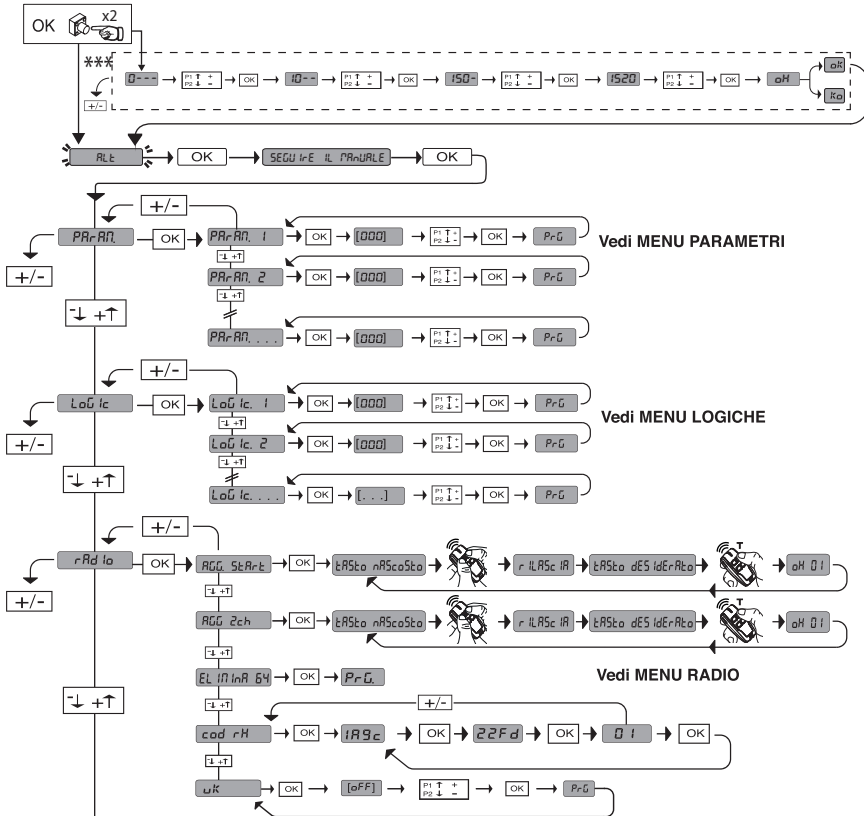 OK x2
***
0--- P1 ↑ + P2 ↓ - OK 10-- P1 ↑ + P2 ↓ - OK 150- P1 ↑ + P2 ↓ - OK 1520 P1 ↑ + P2 ↓ - OK oH oK
+/-
Ko
ALt OK SEGUIrE IL MAnUALE OK
+/-
PArAM. OK PArAM. 1 OK [000] P1 ↑ + P2 ↓ - OK PrG Vedi MENU PARAMETRI
+/- -↓ +↑
PArAM. 2 OK [000] P1 ↑ + P2 ↓ - OK PrG
-↓ +↑ -↓ +↑
PArAM. . . . OK [000] P1 ↑ + P2 ↓ - OK PrG
+/-
LoGIc OK LoGIc. 1 OK [000] P1 ↑ + P2 ↓ - OK PrG Vedi MENU LOGICHE
+/- -↓ +↑
LoGIc. 2 OK [000] P1 ↑ + P2 ↓ - OK PrG
-↓ +↑ -↓ +↑
LoGIc. . . . OK [. . .] P1 ↑ + P2 ↓ - OK PrG
+/-
rAdIo OK AGG. StArt OK tASto nAScoSto rILAScIA tASto dESIdErAto T oH 01
+/- -↓ +↑
AGG 2ch OK tASto nAScoSto rILAScIA tASto dESIdErAto T oH 01
-↓ +↑
ELIMInA 64 OK PrG. Vedi MENU RADIO
-↓ +↑ -↓ +↑ +/-
cod rH OK 1A9c OK 22Fd OK 01 OK
-↓ +↑
uK OK [oFF] P1 ↑ + P2 ↓ - OK PrG